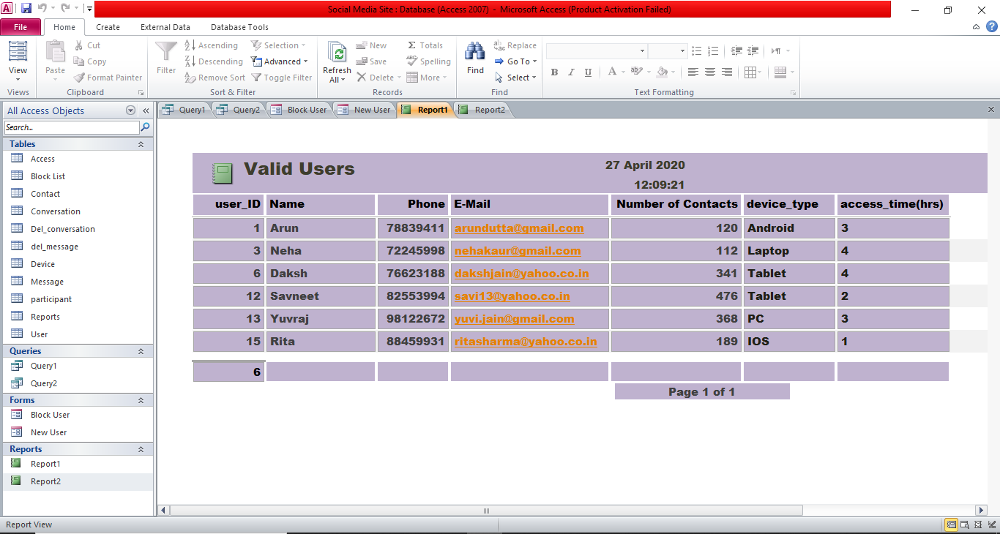 Social Media Site : Database (Access 2007) - Microsoft Access (Product Activation Failed)
File Home Create External Data Database Tools
View
Views
Paste
Cut
Copy
Format Painter
Clipboard
Filter
Ascending
Descending
Remove Sort
Selection
Advanced
Toggle Filter
Sort & Filter
Refresh
All
New
Save
Delete
Totals
Spelling
More
Records
Find
Replace
Go To
Select
Find
B I U A
Text Formatting
All Access Objects
Search...
Tables
Access
Block List
Contact
Conversation
Del_conversation
del_message
Device
Message
participant
Reports
User
Queries
Query1
Query2
Forms
Block User
New User
Reports
Report1
Report2
Query1 Query2 Block User New User Report1 Report2
Valid Users
27 April 2020
12:09:21
user_ID Name Phone E-Mail Number of Contacts device_type access_time(hrs)
1 Arun 78839411 arundutta@gmail.com 120 Android 3
3 Neha 72245998 nehakaur@gmail.com 112 Laptop 4
6 Daksh 76623188 dakshjain@yahoo.co.in 341 Tablet 4
12 Savneet 82553994 savi13@yahoo.co.in 476 Tablet 2
13 Yuvraj 98122672 yuvi.jain@gmail.com 368 PC 3
15 Rita 88459931 ritasharma@yahoo.co.in 189 IOS 1
6
Page 1 of 1
Report View